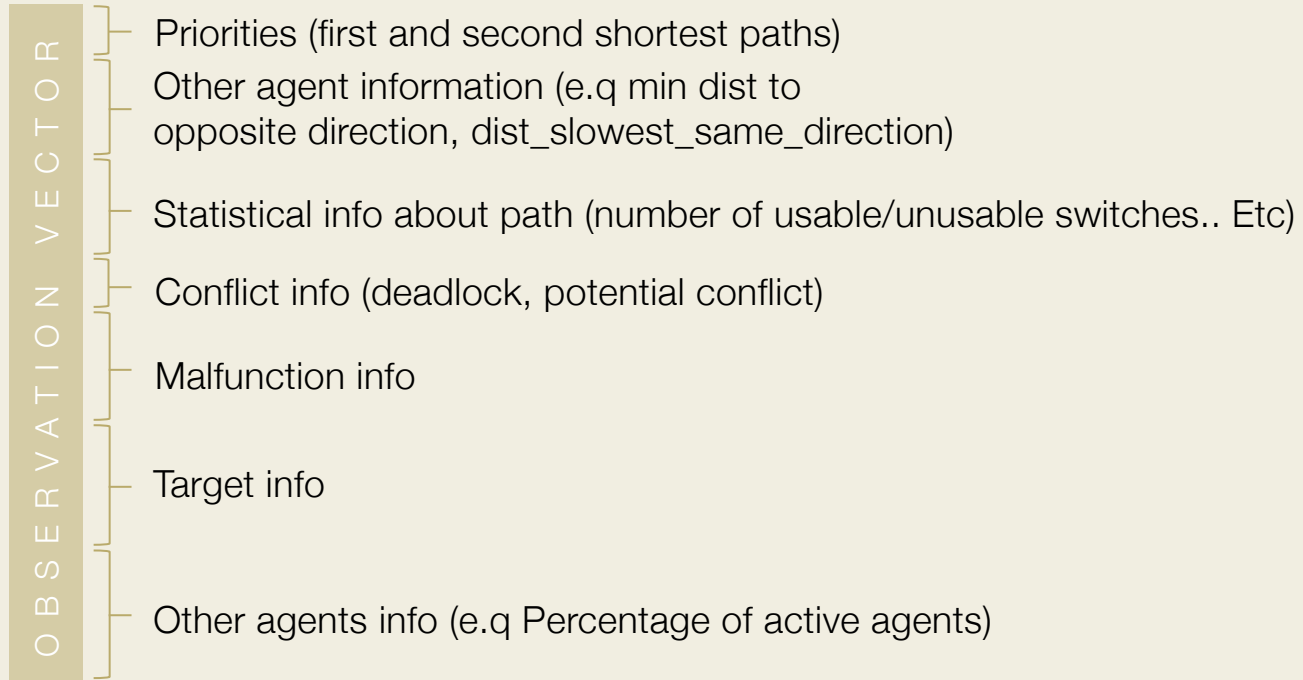 OBSERVATION VECTOR
Priorities (first and second shortest paths)
Other agent information (e.q min dist to
opposite direction, dist_slowest_same_direction)
Statistical info about path (number of usable/unusable switches.. Etc)
Conflict info (deadlock, potential conflict)
Malfunction info
Target info
Other agents info (e.q Percentage of active agents)